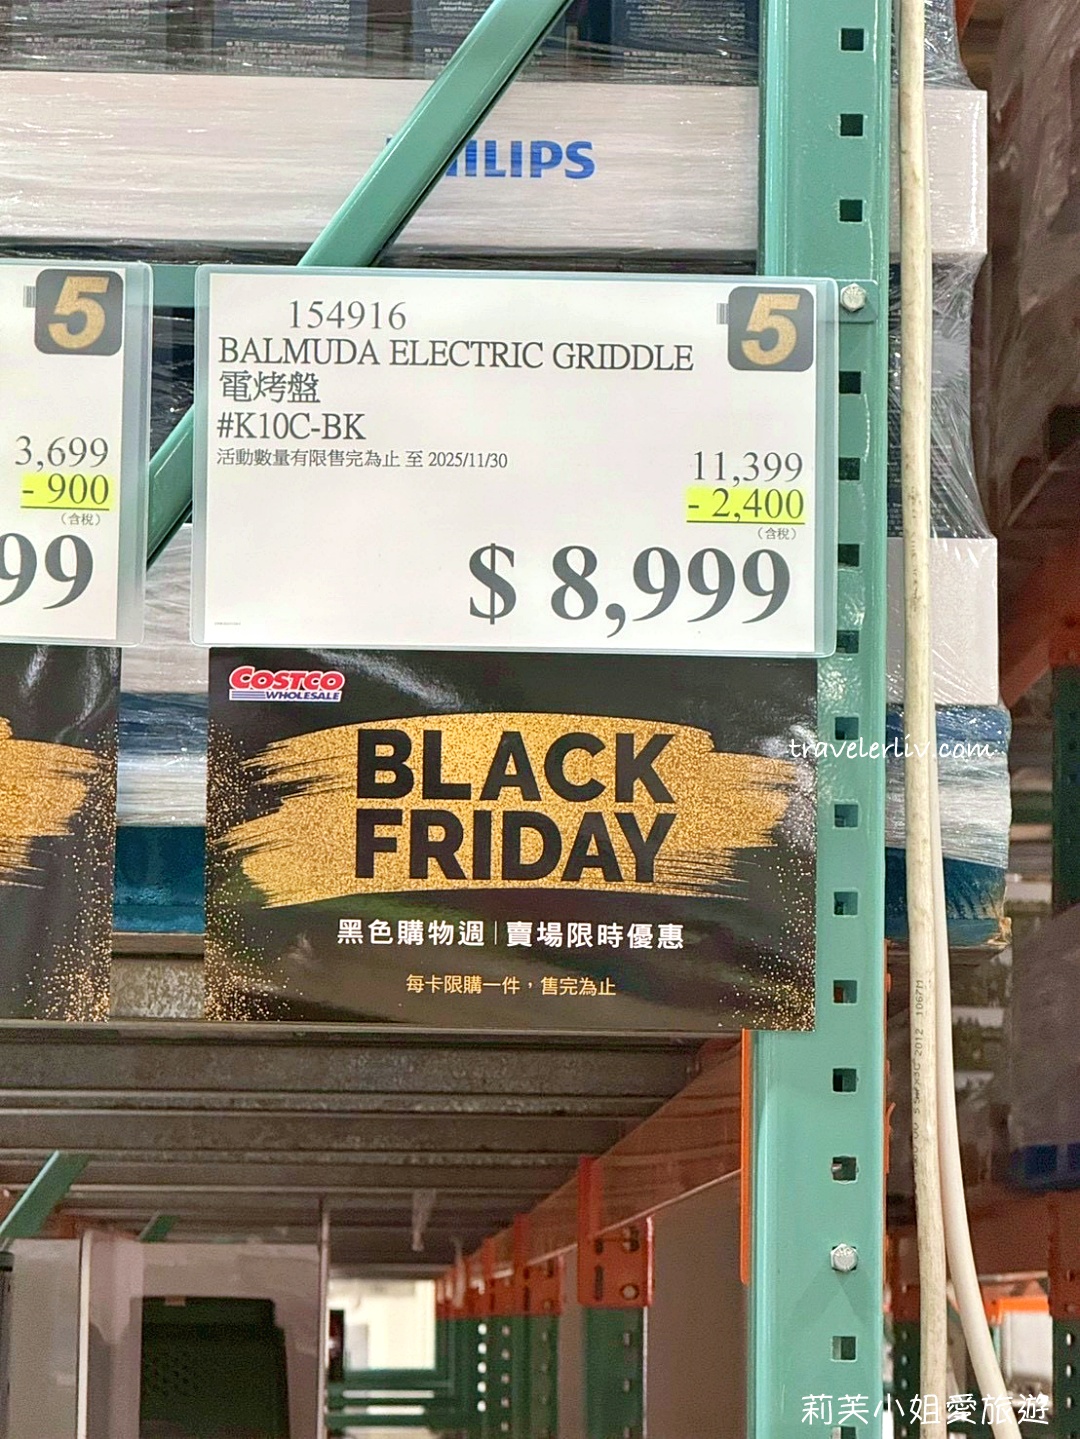 PHILIPS
5
3,699
- 900
(含稅)
99
154916
5
BALMUDA ELECTRIC GRIDDLE
電烤盤
#K10C-BK
活動數量有限售完為止 至 2025/11/30
11,399
- 2,400
(含稅)
$ 8,999
COSTCO
WHOLESALE
BLACK
FRIDAY
travelerliv.com
黑色購物週 | 賣場限時優惠
每卡限購一件，售完為止
莉芙小姐愛旅遊